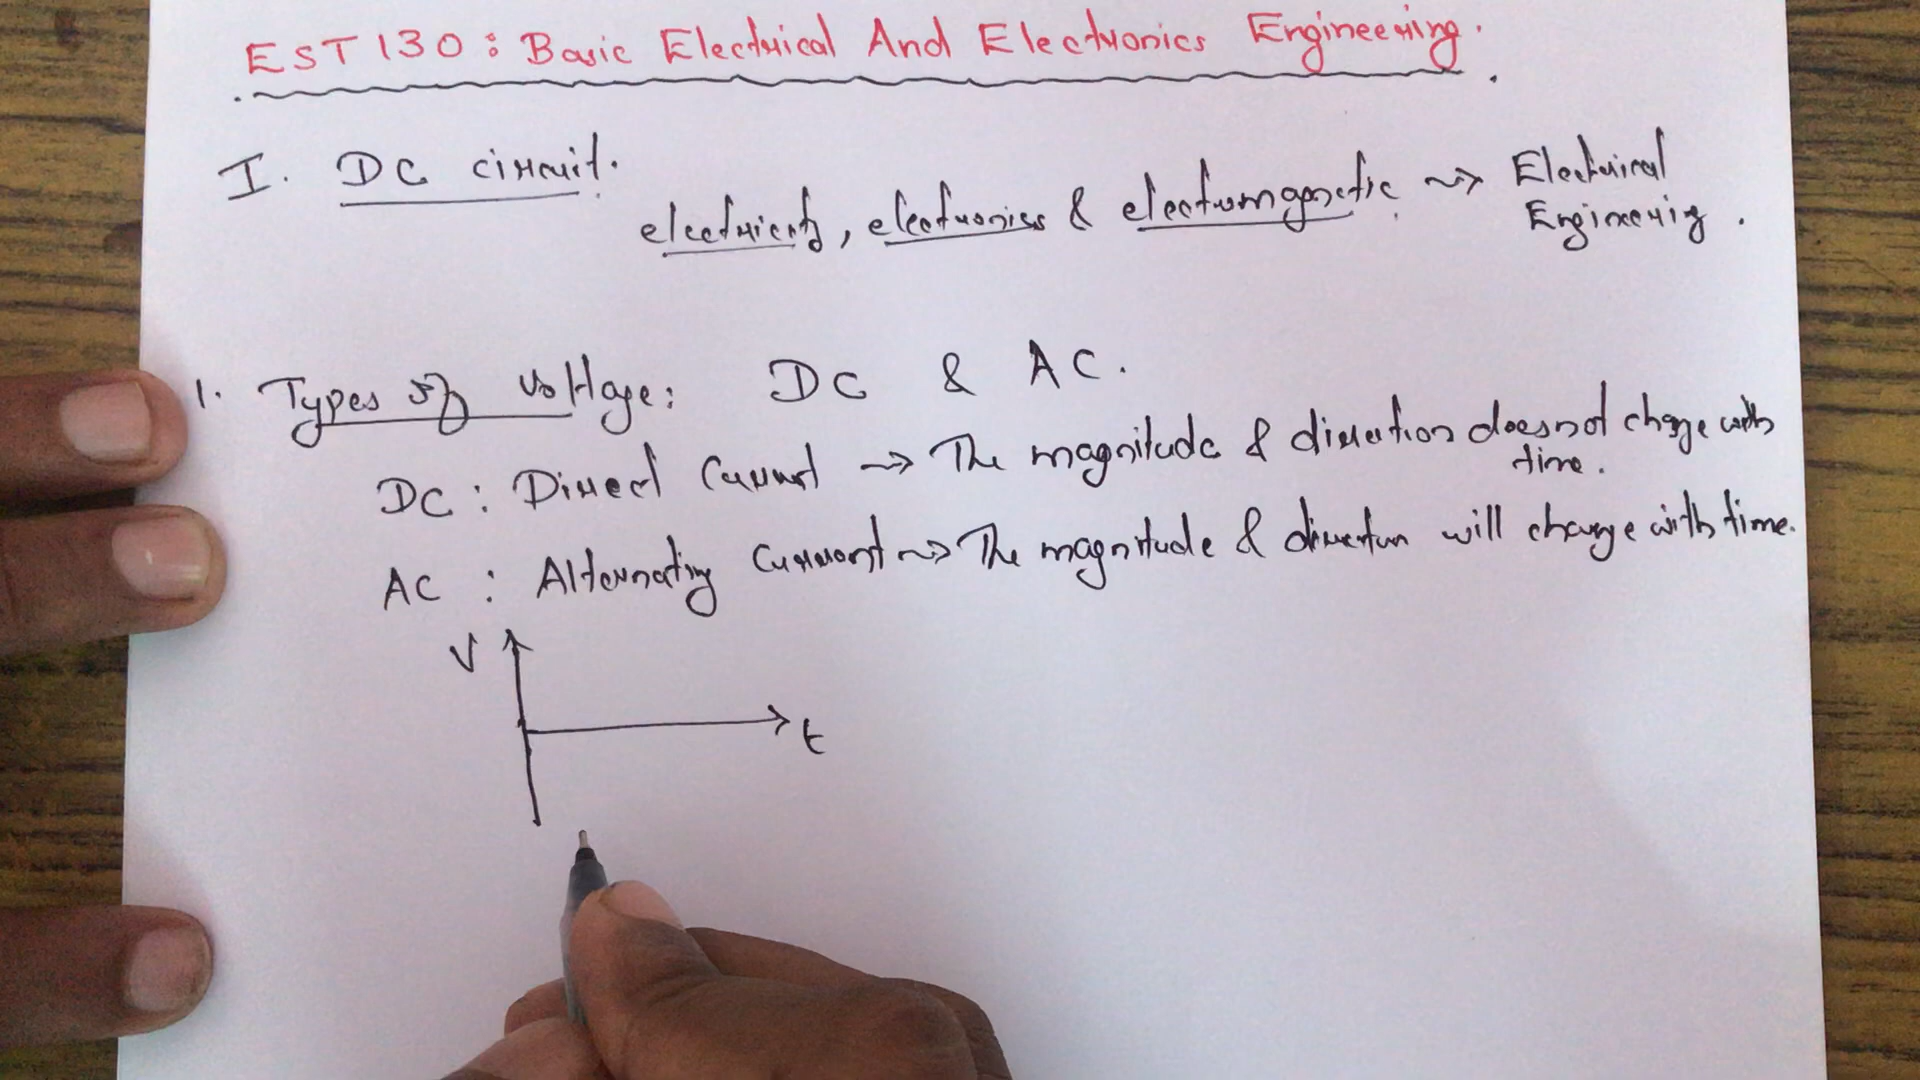 EST 130 : Basic Electrical And Electronics Engineering.
I. DC circuit.
electricity, electronics & electromagnetic ⇝ Electrical
Engineering.
1. Types of voltage: DC & AC.
DC : Direct Current → The magnitude & direction does not change with
time.
AC : Alternating Current ⇝ The magnitude & direction will change with time.
V
t